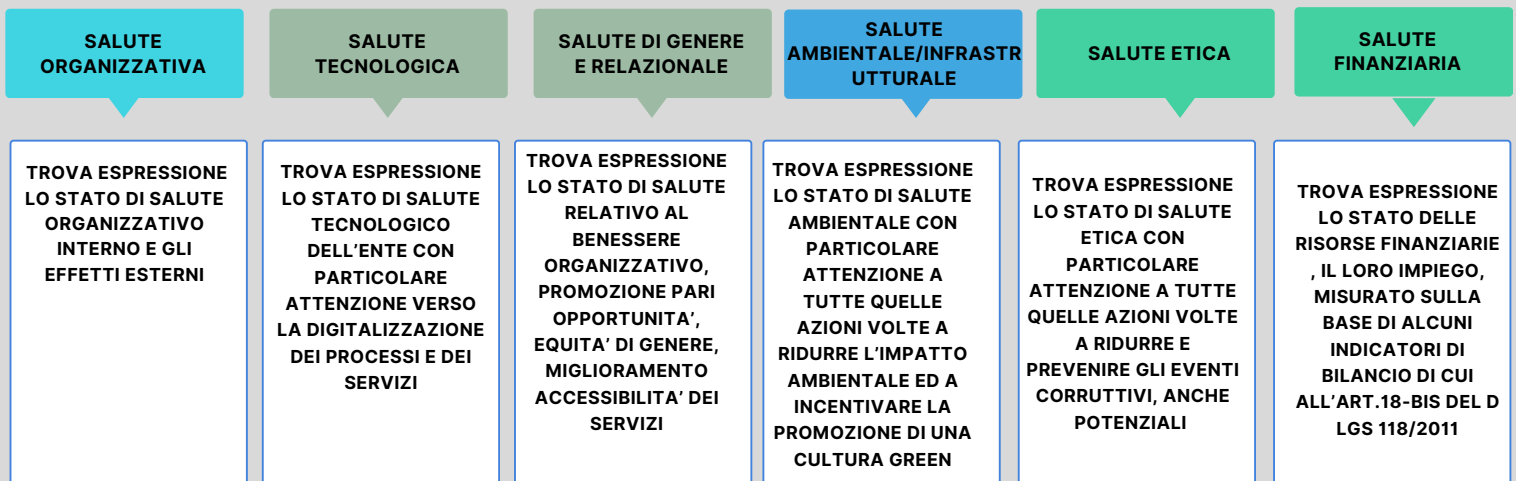 SALUTE
ORGANIZZATIVA
TROVA ESPRESSIONE
LO STATO DI SALUTE
ORGANIZZATIVO
INTERNO E GLI
EFFETTI ESTERNI
SALUTE
TECNOLOGICA
TROVA ESPRESSIONE
LO STATO DI SALUTE
TECNOLOGICO
DELL’ENTE CON
PARTICOLARE
ATTENZIONE VERSO
LA DIGITALIZZAZIONE
DEI PROCESSI E DEI
SERVIZI
SALUTE DI GENERE
E RELAZIONALE
TROVA ESPRESSIONE
LO STATO DI SALUTE
RELATIVO AL
BENESSERE
ORGANIZZATIVO,
PROMOZIONE PARI
OPPORTUNITA’,
EQUITA’ DI GENERE,
MIGLIORAMENTO
ACCESSIBILITA’ DEI
SERVIZI
SALUTE
AMBIENTALE/INFRASTR
UTTURALE
TROVA ESPRESSIONE
LO STATO DI SALUTE
AMBIENTALE CON
PARTICOLARE
ATTENZIONE A
TUTTE QUELLE
AZIONI VOLTE A
RIDURRE L’IMPATTO
AMBIENTALE ED A
INCENTIVARE LA
PROMOZIONE DI UNA
CULTURA GREEN
SALUTE ETICA
TROVA ESPRESSIONE
LO STATO DI SALUTE
ETICA CON
PARTICOLARE
ATTENZIONE A TUTTE
QUELLE AZIONI VOLTE
A RIDURRE E
PREVENIRE GLI EVENTI
CORRUTTIVI, ANCHE
POTENZIALI
SALUTE
FINANZIARIA
TROVA ESPRESSIONE
LO STATO DELLE
RISORSE FINANZIARIE
, IL LORO IMPIEGO,
MISURATO SULLA
BASE DI ALCUNI
INDICATORI DI
BILANCIO DI CUI
ALL’ART.18-BIS DEL D
LGS 118/2011